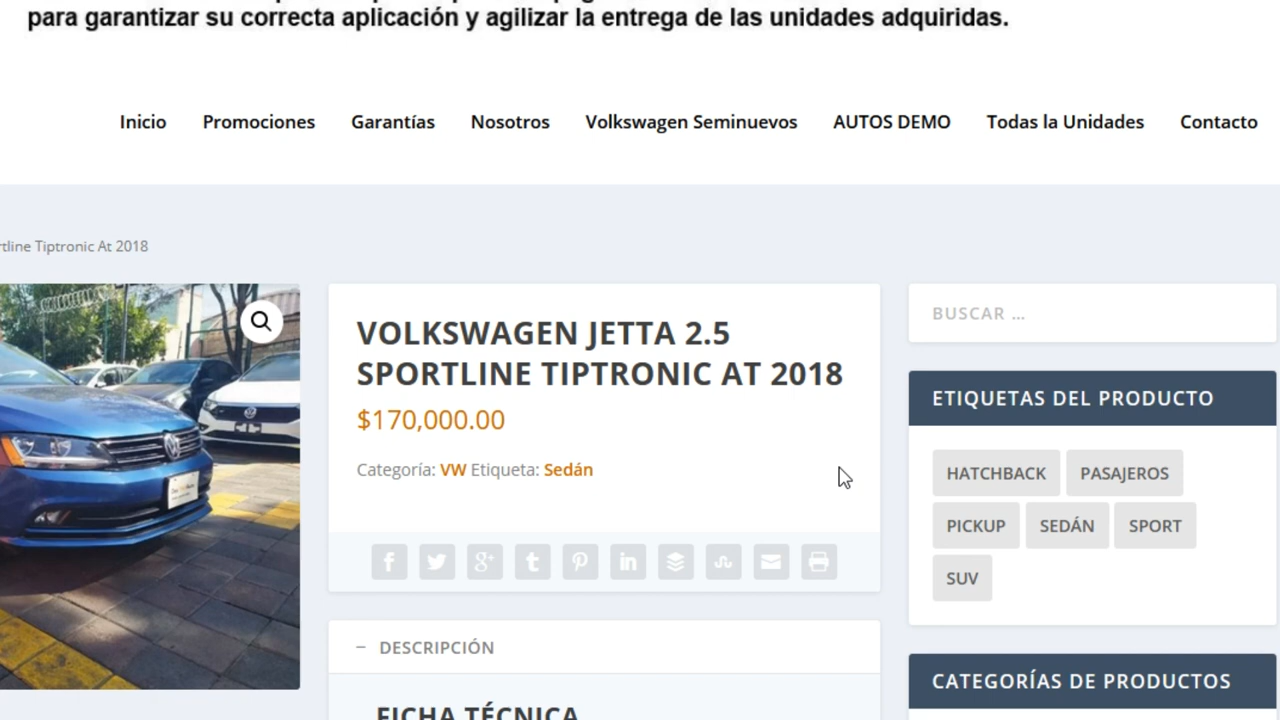 para garantizar su correcta aplicación y agilizar la entrega de las unidades adquiridas.
Inicio Promociones Garantías Nosotros Volkswagen Seminuevos AUTOS DEMO Todas la Unidades Contacto
Tiptronic At 2018
VOLKSWAGEN JETTA 2.5
SPORTLINE TIPTRONIC AT 2018
$170,000.00
Categoría: VW Etiqueta: Sedán
− DESCRIPCIÓN
FICHA TÉCNICA
BUSCAR …
ETIQUETAS DEL PRODUCTO
HATCHBACK PASAJEROS
PICKUP SEDÁN SPORT
SUV
CATEGORÍAS DE PRODUCTOS